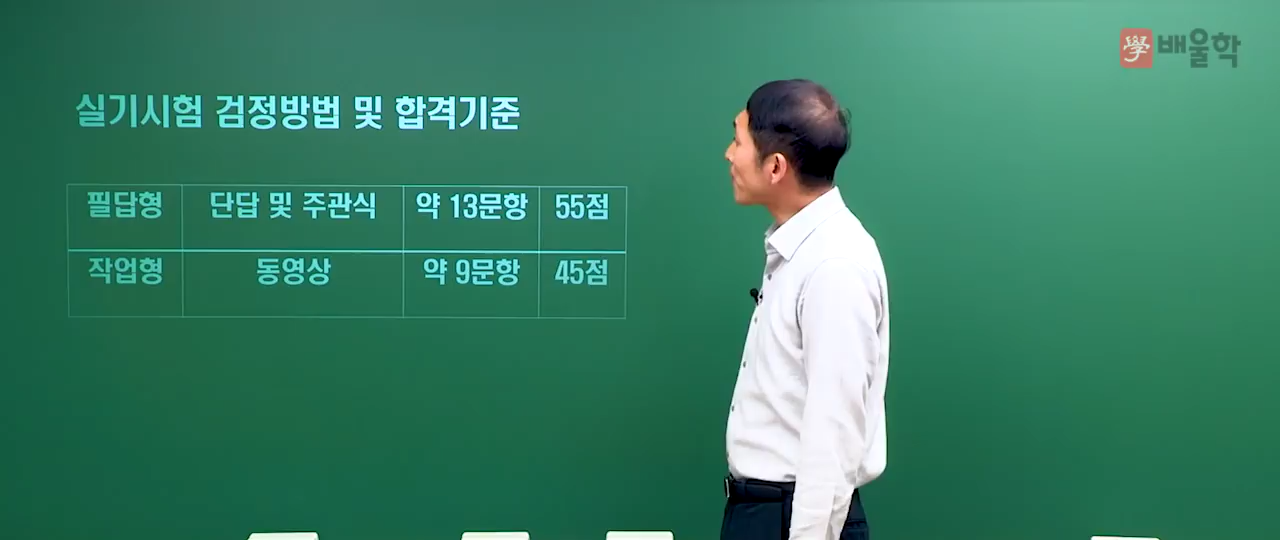 學 배울학
실기시험 검정방법 및 합격기준
필답형 단답 및 주관식 약 13문항 55점
작업형 동영상 약 9문항 45점